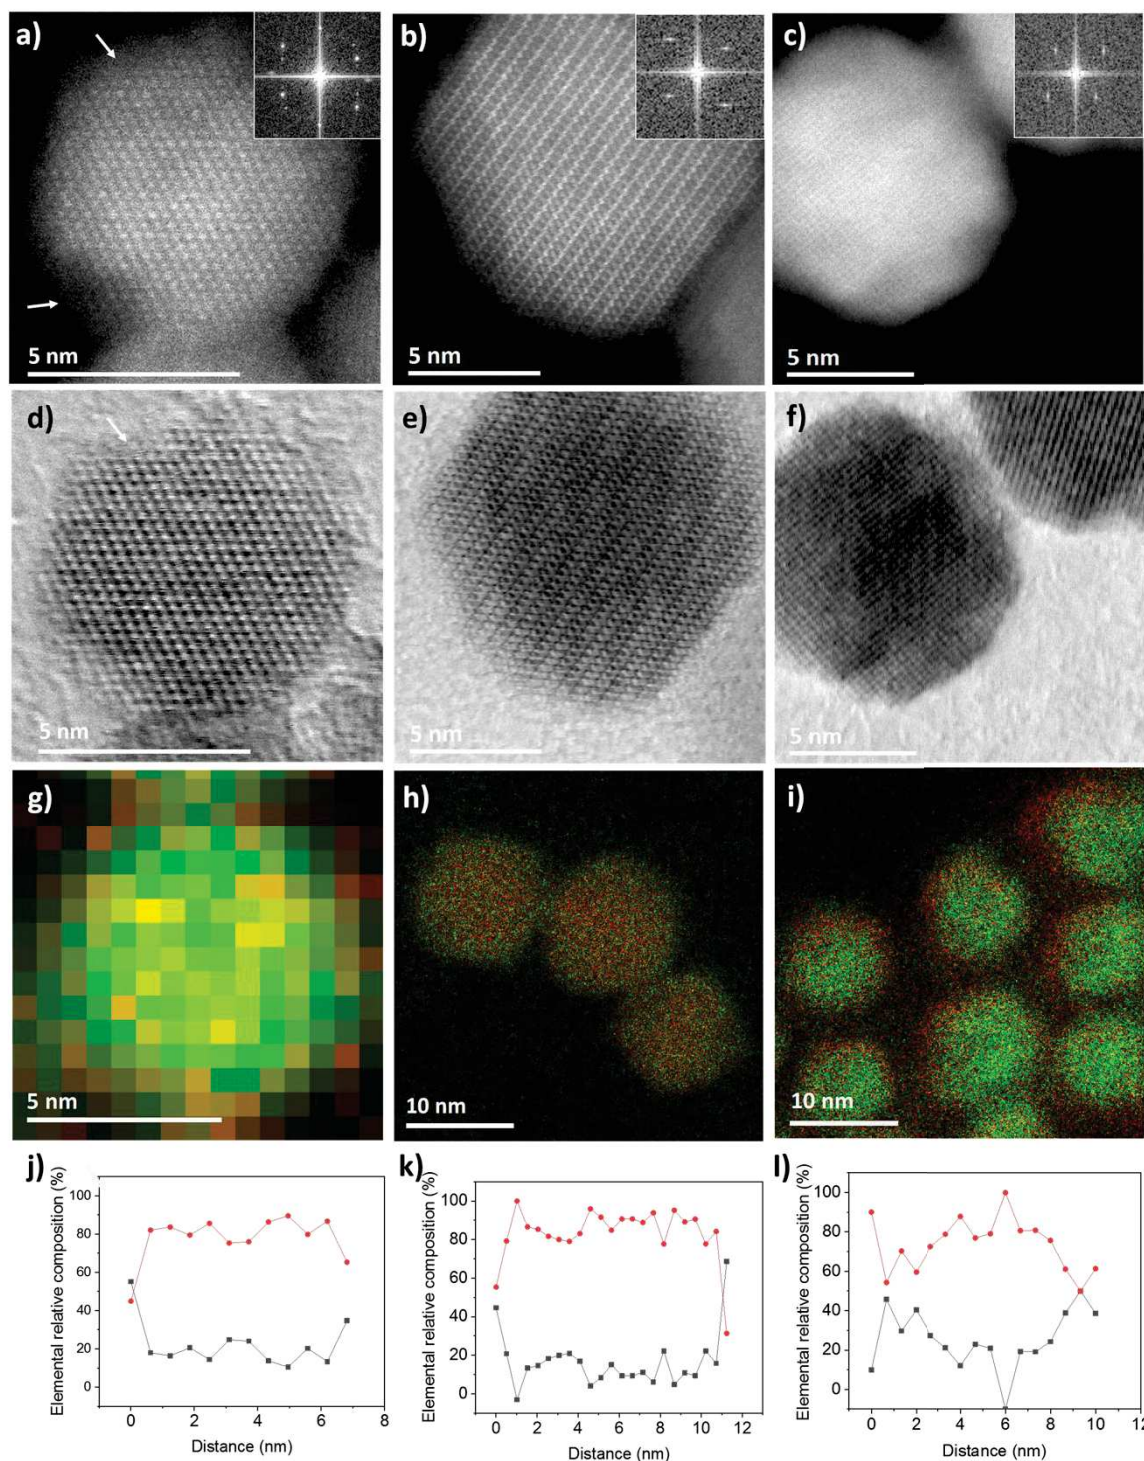 a)
b)
c)
5 nm
5 nm
5 nm
d)
e)
f)
5 nm
5 nm
5 nm
g)
h)
i)
5 nm
10 nm
10 nm
j)
k)
l)
Elemental relative composition (%)
100
80
60
40
20
0
0 2 4 6 8
Distance (nm)
Elemental relative composition (%)
100
80
60
40
20
0
0 2 4 6 8 10 12
Distance (nm)
Elemental relative composition (%)
100
80
60
40
20
0
0 2 4 6 8 10 12
Distance (nm)